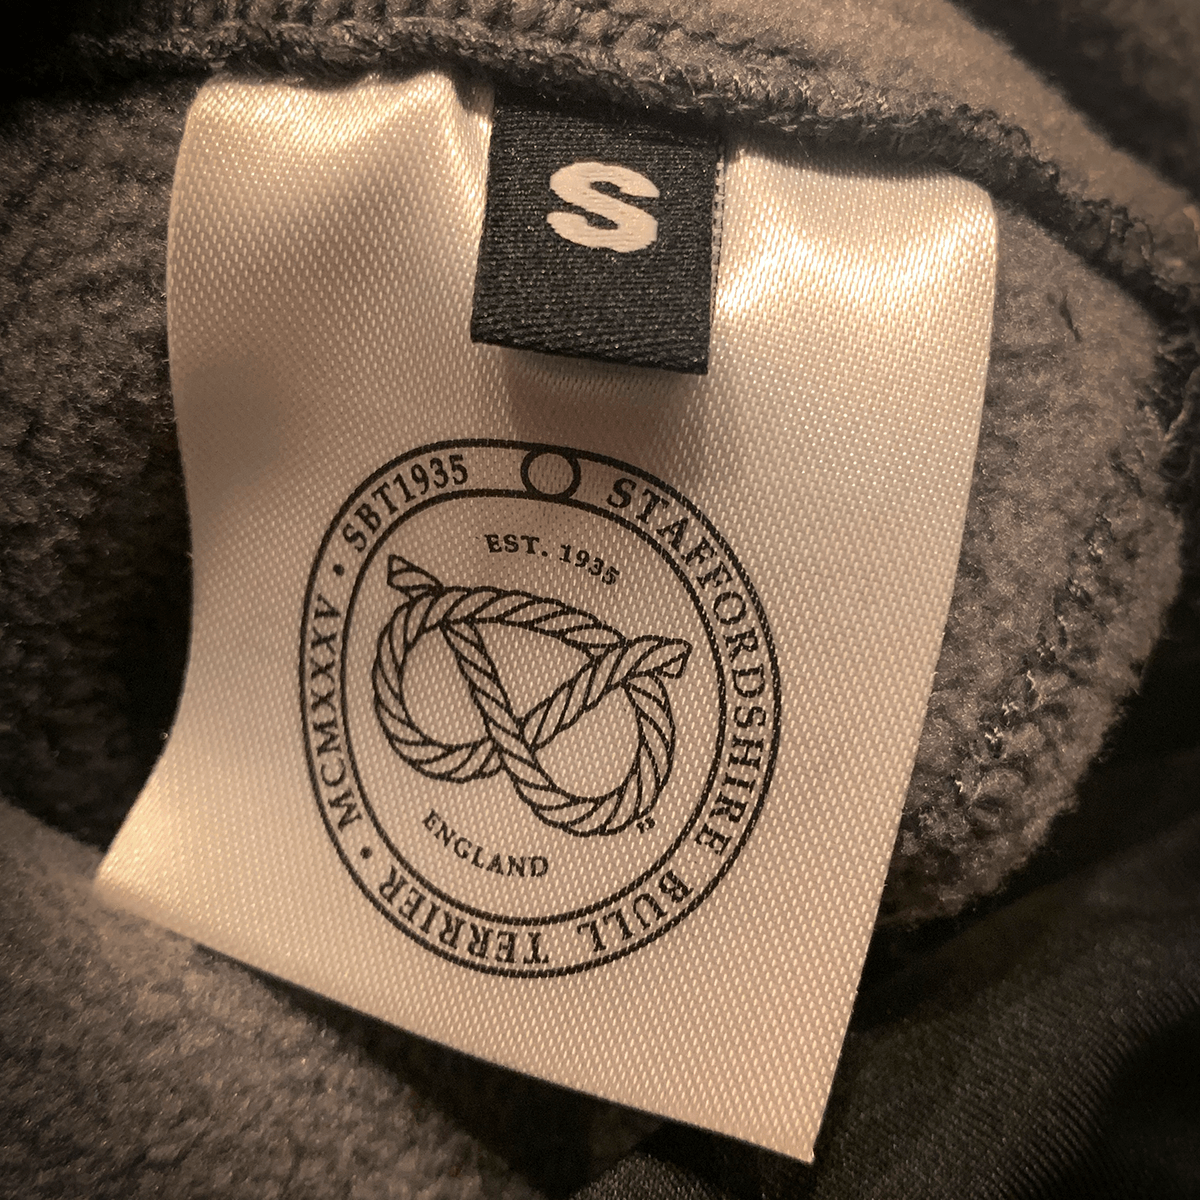 S
STAFFORDSHIRE BULL TERRIER • MCMXXXV • SBT1935
EST. 1935
ENGLAND